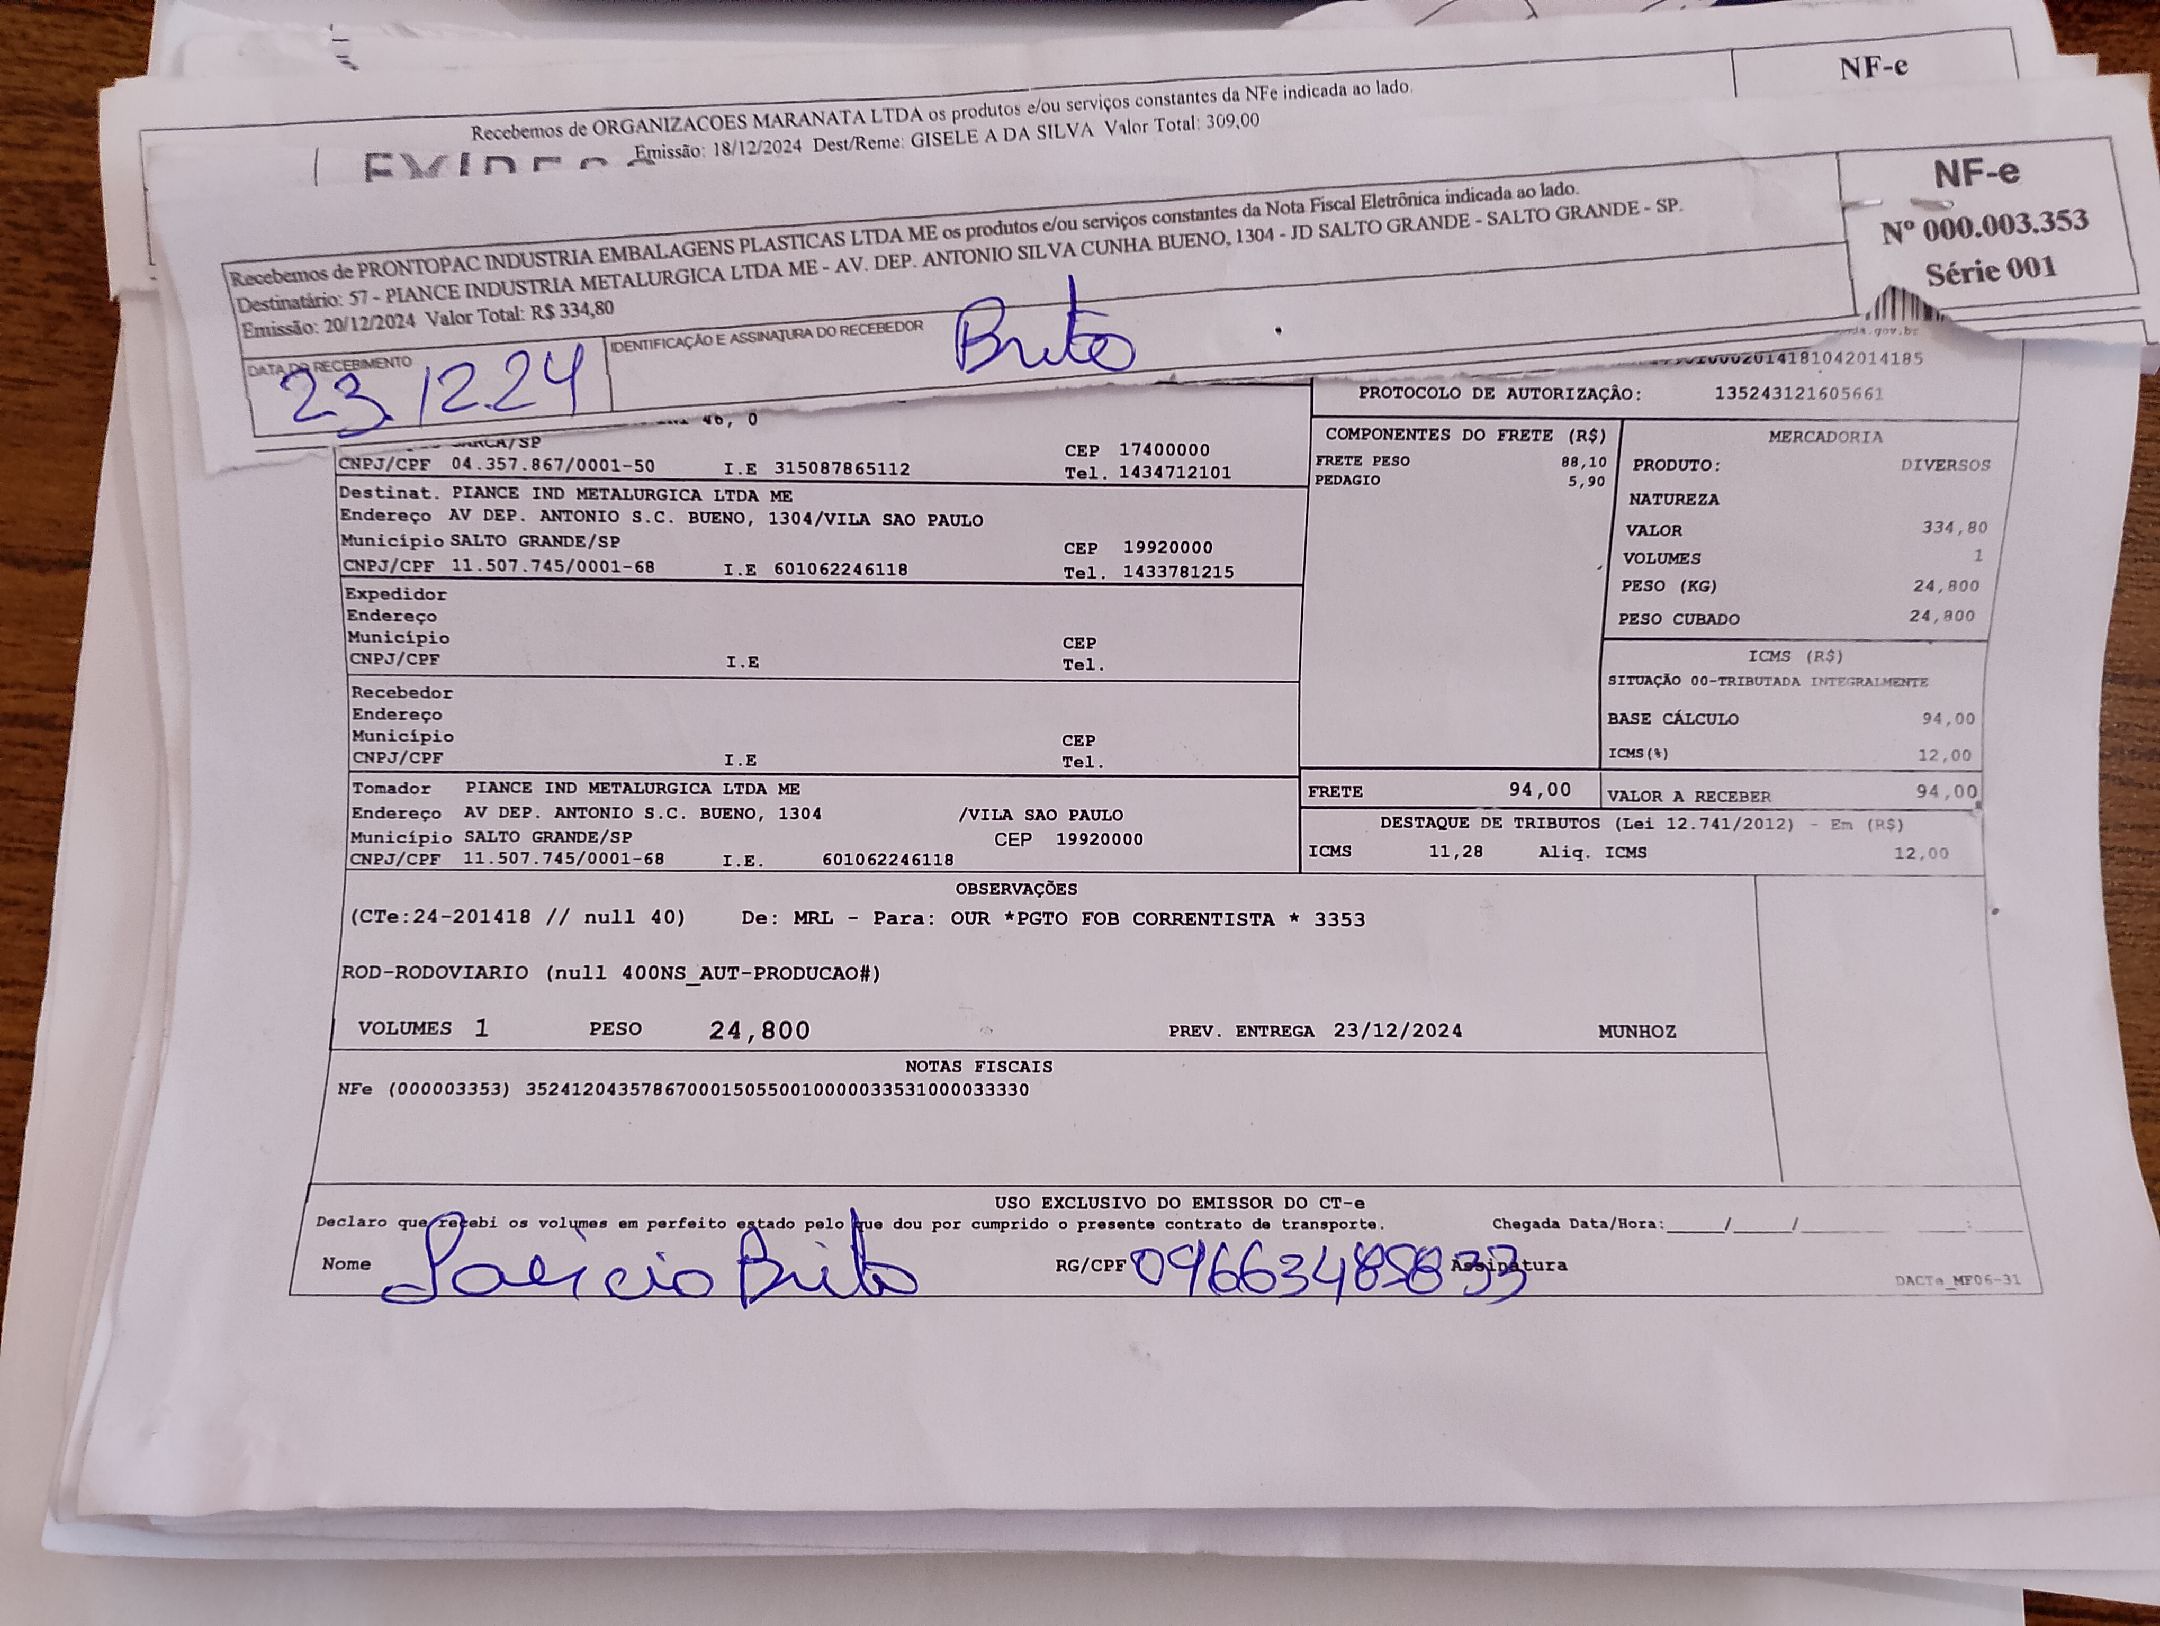 NF-e
Recebemos de ORGANIZACOES MARANATA LTDA os produtos e/ou serviços constantes da NFe indicada ao lado.
Emissão: 18/12/2024 Dest/Reme: GISELE A DA SILVA Valor Total: 309,00
NF-e
Nº 000.003.353
Série 001
Recebemos de PRONTOPAC INDUSTRIA EMBALAGENS PLASTICAS LTDA ME os produtos e/ou serviços constantes da Nota Fiscal Eletrônica indicada ao lado.
Destinatário: 57 - PIANCE INDUSTRIA METALURGICA LTDA ME - AV. DEP. ANTONIO SILVA CUNHA BUENO, 1304 - JD SALTO GRANDE - SALTO GRANDE - SP.
Emissão: 20/12/2024 Valor Total: R$ 334,80
DATA DO RECEBIMENTO
23.12.24
IDENTIFICAÇÃO E ASSINATURA DO RECEBEDOR
Brito
PROTOCOLO DE AUTORIZAÇÃO: 135243121605661
CEP 17400000
CNPJ/CPF 04.357.867/0001-50 I.E 315087865112 Tel. 1434712101
Destinat. PIANCE IND METALURGICA LTDA ME
Endereço AV DEP. ANTONIO S.C. BUENO, 1304/VILA SAO PAULO
Município SALTO GRANDE/SP CEP 19920000
CNPJ/CPF 11.507.745/0001-68 I.E 601062246118 Tel. 1433781215
Expedidor
Endereço
Município CEP
CNPJ/CPF I.E Tel.
Recebedor
Endereço
Município CEP
CNPJ/CPF I.E Tel.
Tomador PIANCE IND METALURGICA LTDA ME
Endereço AV DEP. ANTONIO S.C. BUENO, 1304 /VILA SAO PAULO
Município SALTO GRANDE/SP CEP 19920000
CNPJ/CPF 11.507.745/0001-68 I.E. 601062246118
COMPONENTES DO FRETE (R$)
FRETE PESO 88,10
PEDAGIO 5,90
MERCADORIA
PRODUTO: DIVERSOS
NATUREZA
VALOR 334,80
VOLUMES 1
PESO (KG) 24,800
PESO CUBADO 24,800
ICMS (R$)
SITUAÇÃO 00-TRIBUTADA INTEGRALMENTE
BASE CÁLCULO 94,00
ICMS(%) 12,00
FRETE 94,00 VALOR A RECEBER 94,00
DESTAQUE DE TRIBUTOS (Lei 12.741/2012) - Em (R$)
ICMS 11,28 Aliq. ICMS 12,00
OBSERVAÇÕES
(CTe:24-201418 // null 40) De: MRL - Para: OUR *PGTO FOB CORRENTISTA * 3353
ROD-RODOVIARIO (null 400NS_AUT-PRODUCAO#)
VOLUMES 1 PESO 24,800 PREV. ENTREGA 23/12/2024 MUNHOZ
NOTAS FISCAIS
NFe (000003353) 35241204357867000150550010000033531000033330
USO EXCLUSIVO DO EMISSOR DO CT-e
Declaro que recebi os volumes em perfeito estado pelo que dou por cumprido o presente contrato de transporte. Chegada Data/Hora:____/____/____ __:__
Nome Brito RG/CPF Assinatura
DACTe_MF06-31